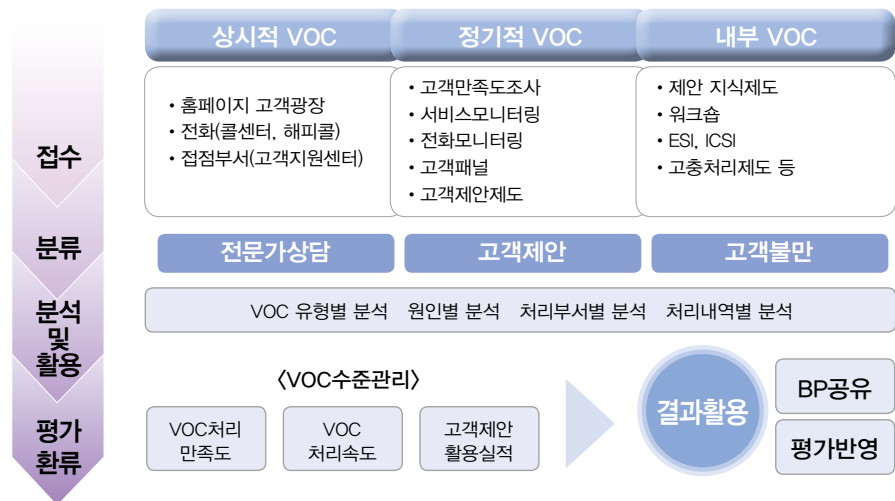 상시적 VOC
정기적 VOC
내부 VOC
접수
• 홈페이지 고객광장
• 전화(콜센터, 해피콜)
• 접점부서(고객지원센터)
• 고객만족도조사
• 서비스모니터링
• 전화모니터링
• 고객패널
• 고객제안제도
• 제안 지식제도
• 워크숍
• ESI, ICSI
• 고충처리제도 등
분류
전문가상담
고객제안
고객불만
분석
및
활용
VOC 유형별 분석 원인별 분석 처리부서별 분석 처리내역별 분석
평가
환류
〈VOC수준관리〉
VOC처리
만족도
VOC
처리속도
고객제안
활용실적
결과활용
BP공유
평가반영